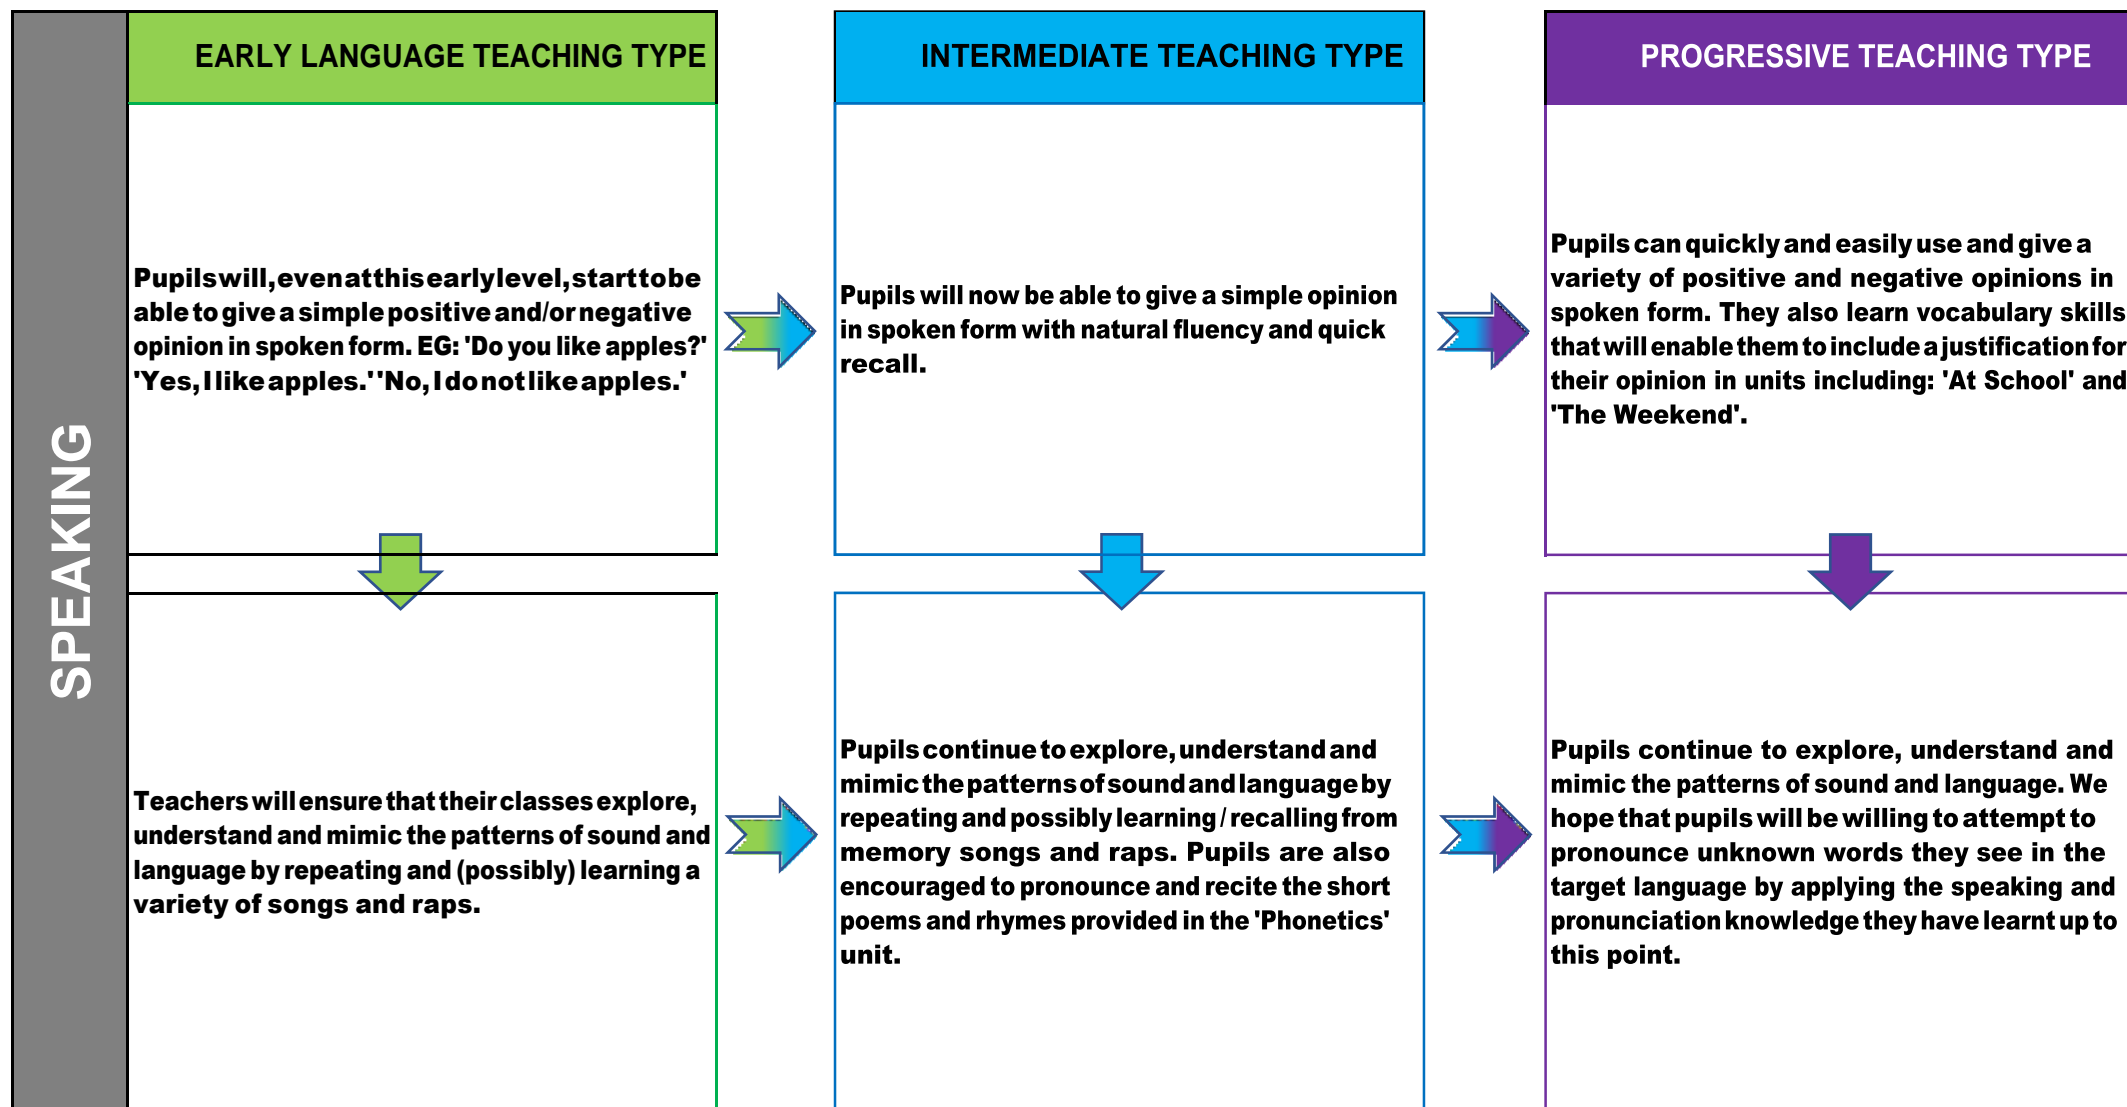 SPEAKING
EARLY LANGUAGE TEACHING TYPE
INTERMEDIATE TEACHING TYPE
PROGRESSIVE TEACHING TYPE
Pupils will, even at this early level, start to be
able to give a simple positive and/or negative
opinion in spoken form. EG: 'Do you like apples?'
'Yes, I like apples.' 'No, I do not like apples.'
Pupils will now be able to give a simple opinion
in spoken form with natural fluency and quick
recall.
Pupils can quickly and easily use and give a
variety of positive and negative opinions in
spoken form. They also learn vocabulary skills
that will enable them to include a justification for
their opinion in units including: 'At School' and
'The Weekend'.
Teachers will ensure that their classes explore,
understand and mimic the patterns of sound and
language by repeating and (possibly) learning a
variety of songs and raps.
Pupils continue to explore, understand and
mimic the patterns of sound and language by
repeating and possibly learning / recalling from
memory songs and raps. Pupils are also
encouraged to pronounce and recite the short
poems and rhymes provided in the 'Phonetics'
unit.
Pupils continue to explore, understand and
mimic the patterns of sound and language. We
hope that pupils will be willing to attempt to
pronounce unknown words they see in the
target language by applying the speaking and
pronunciation knowledge they have learnt up to
this point.